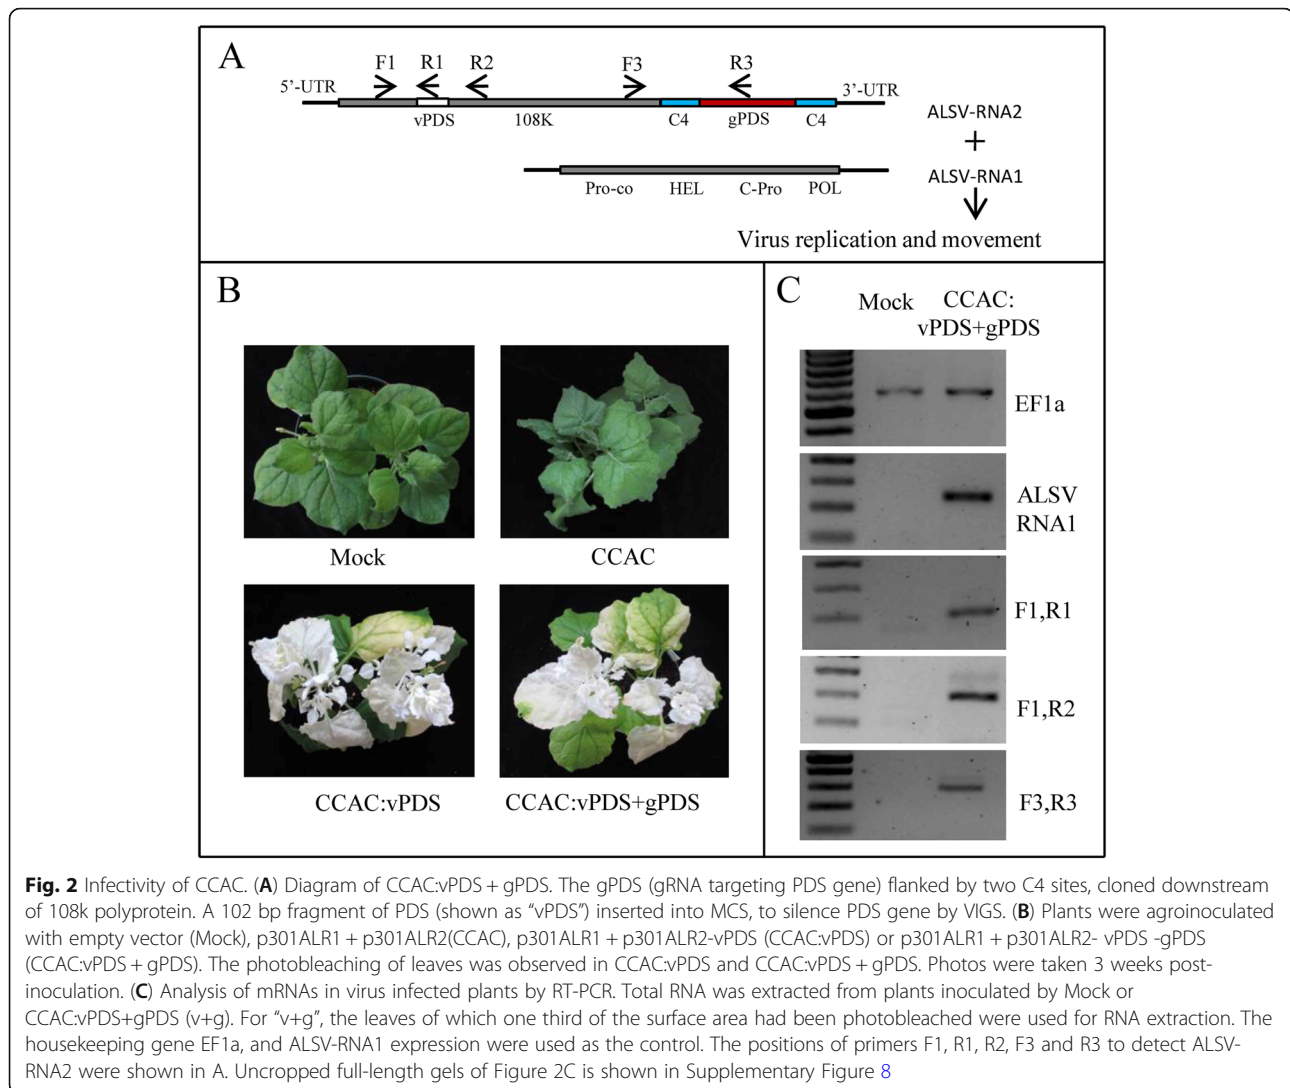 A
F1
R1
R2
F3
R3
5'-UTR
3'-UTR
vPDS
108K
C4
gPDS
C4
ALSV-RNA2
+
ALSV-RNA1
Pro-co
HEL
C-Pro
POL
Virus replication and movement
B
Mock
CCAC
CCAC:vPDS
CCAC:vPDS+gPDS
C
Mock
CCAC:
vPDS+gPDS
EF1a
ALSV
RNA1
F1,R1
F1,R2
F3,R3
Fig. 2 Infectivity of CCAC. (A) Diagram of CCAC:vPDS + gPDS. The gPDS (gRNA targeting PDS gene) flanked by two C4 sites, cloned downstream
of 108k polyprotein. A 102 bp fragment of PDS (shown as "vPDS") inserted into MCS, to silence PDS gene by VIGS. (B) Plants were agroinoculated
with empty vector (Mock), p301ALR1 + p301ALR2(CCAC), p301ALR1 + p301ALR2-vPDS (CCAC:vPDS) or p301ALR1 + p301ALR2- vPDS -gPDS
(CCAC:vPDS + gPDS). The photobleaching of leaves was observed in CCAC:vPDS and CCAC:vPDS + gPDS. Photos were taken 3 weeks post-
inoculation. (C) Analysis of mRNAs in virus infected plants by RT-PCR. Total RNA was extracted from plants inoculated by Mock or
CCAC:vPDS+gPDS (v+g). For "v+g", the leaves of which one third of the surface area had been photobleached were used for RNA extraction. The
housekeeping gene EF1a, and ALSV-RNA1 expression were used as the control. The positions of primers F1, R1, R2, F3 and R3 to detect ALSV-
RNA2 were shown in A. Uncropped full-length gels of Figure 2C is shown in Supplementary Figure 8